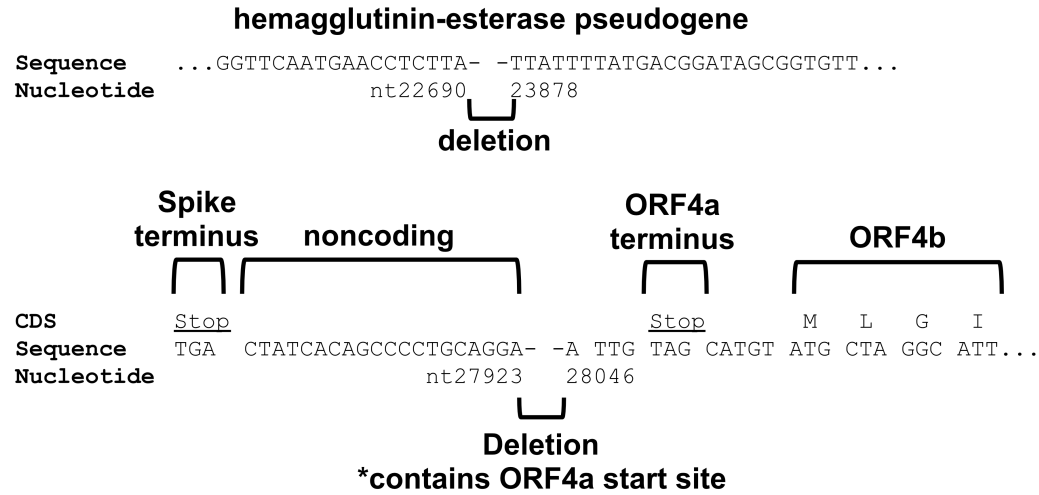 hemagglutinin-esterase pseudogene
Sequence ...GGTTCAATGAACCTCTTA- -TTATTTTATGACGGATAGCGGTGTT...
Nucleotide nt22690 23878
deletion
Spike terminus noncoding ORF4a terminus ORF4b
CDS Stop Stop M L G I
Sequence TGA CTATCACAGCCCCTGCAGGA- -A TTG TAG CATGT ATG CTA GGC ATT...
Nucleotide nt27923 28046
Deletion
*contains ORF4a start site